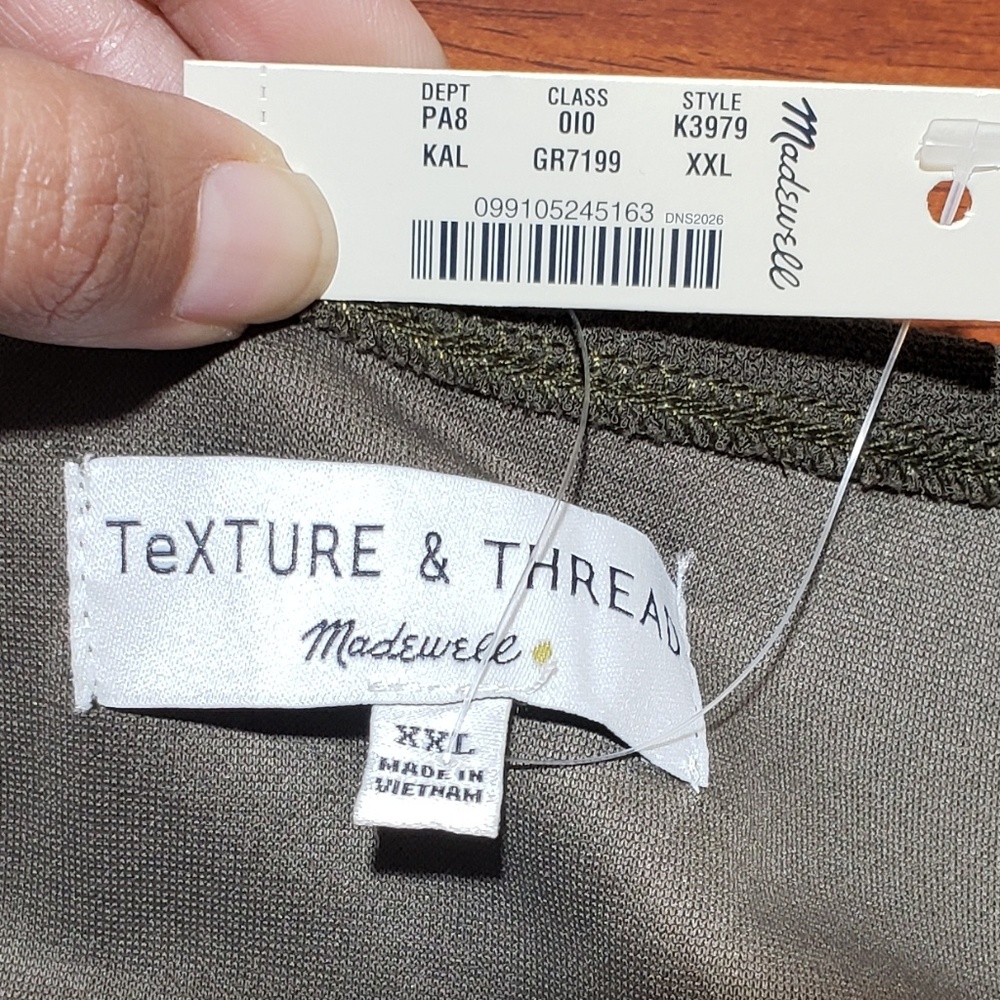 DEPT CLASS STYLE
PA8 010 K3979
KAL GR7199 XXL
099105245163 DNS2026
Madewell
TeXTURE & THREAD
Madewell
XXL
MADE IN
VIETNAM